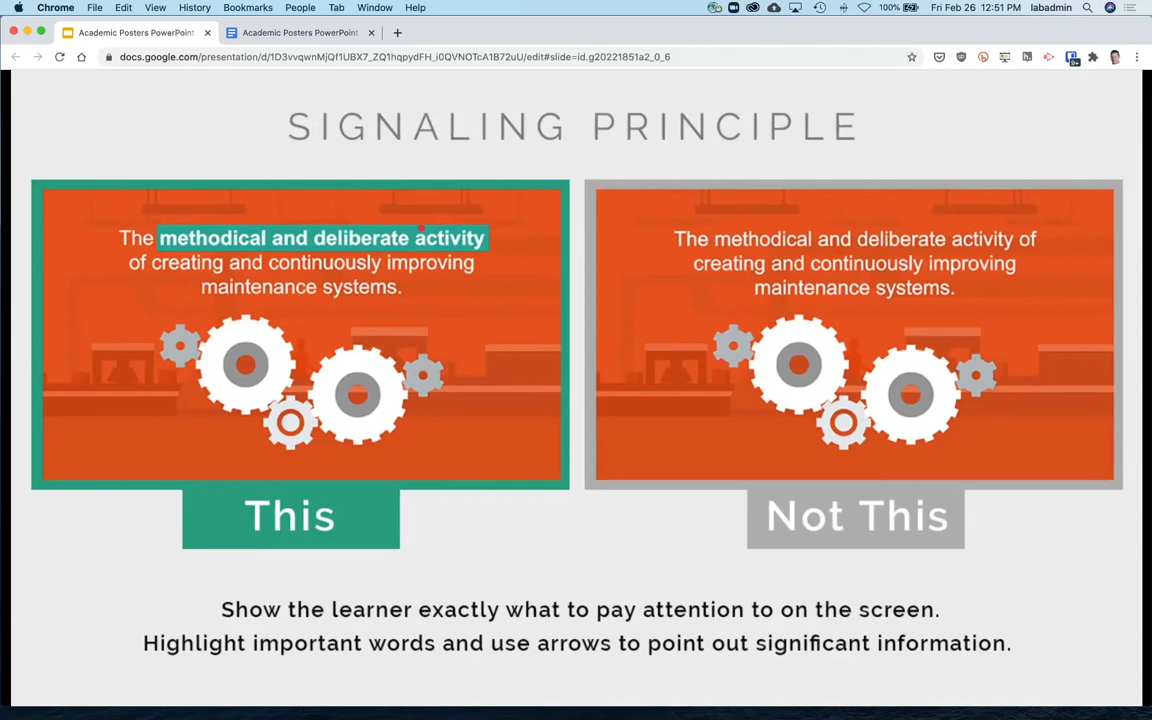 Chrome File Edit View History Bookmarks People Tab Window Help
100% Fri Feb 26 12:51 PM labadmin
Academic Posters PowerPoint
Academic Posters PowerPoint
docs.google.com/presentation/d/1D3vvqwnMjQf1UBX7_ZQ1hqpydFH_i0QVNOTcA1B72uU/edit#slide=id.g20221851a2_0_6
SIGNALING PRINCIPLE
The methodical and deliberate activity
of creating and continuously improving
maintenance systems.
This
The methodical and deliberate activity of
creating and continuously improving
maintenance systems.
Not This
Show the learner exactly what to pay attention to on the screen.
Highlight important words and use arrows to point out significant information.